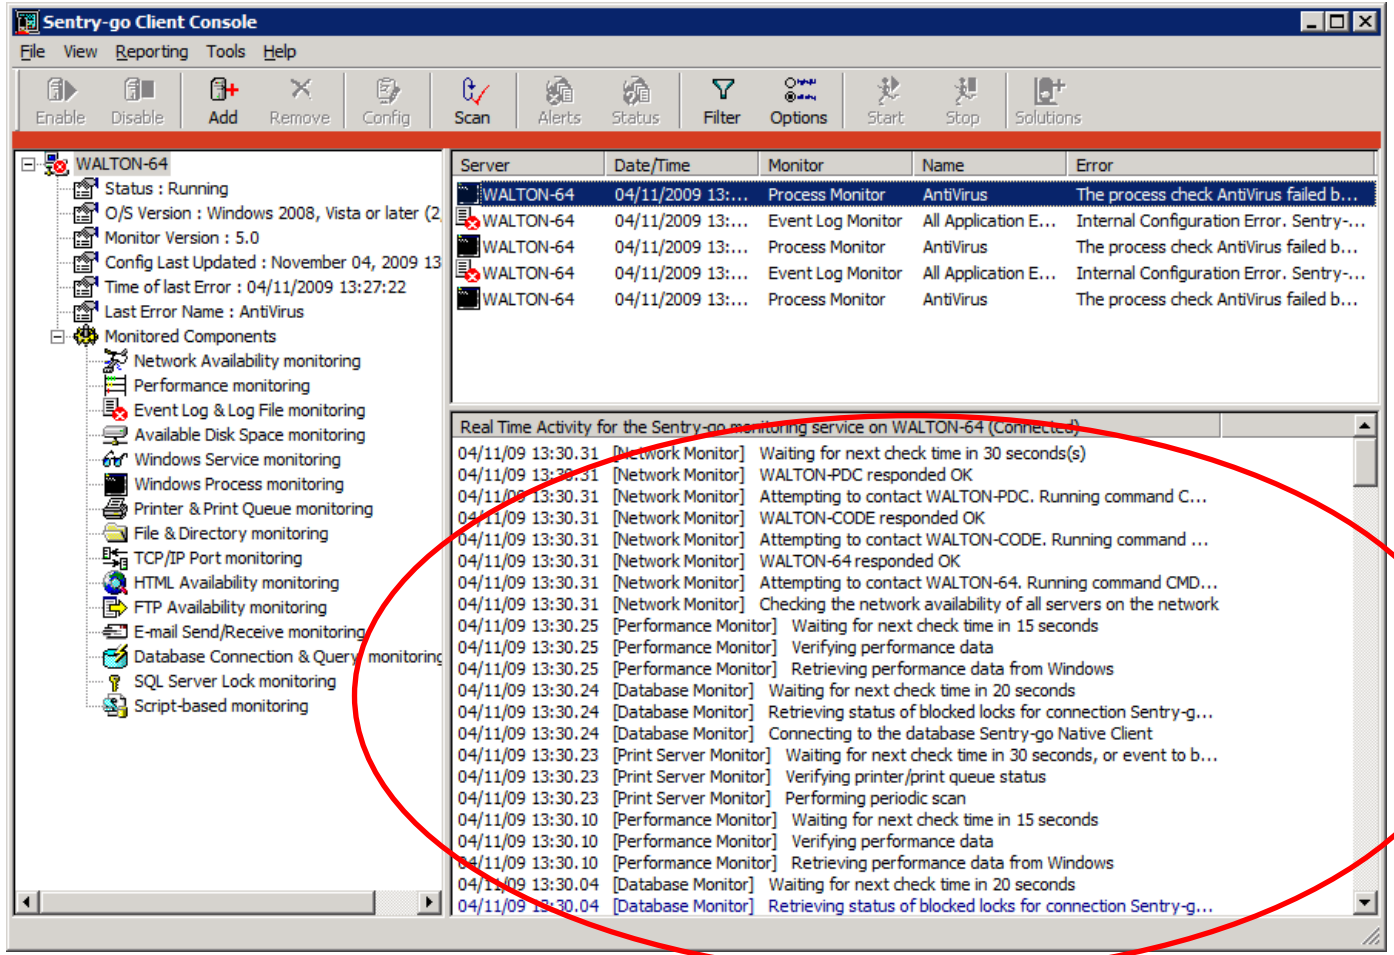 Sentry-go Client Console
File View Reporting Tools Help
Enable Disable Add Remove Config Scan Alerts Status Filter Options Start Stop Solutions
WALTON-64
Status : Running
O/S Version : Windows 2008, Vista or later (2,
Monitor Version : 5.0
Config Last Updated : November 04, 2009 13
Time of last Error : 04/11/2009 13:27:22
Last Error Name : AntiVirus
Monitored Components
Network Availability monitoring
Performance monitoring
Event Log & Log File monitoring
Available Disk Space monitoring
Windows Service monitoring
Windows Process monitoring
Printer & Print Queue monitoring
File & Directory monitoring
TCP/IP Port monitoring
HTML Availability monitoring
FTP Availability monitoring
E-mail Send/Receive monitoring
Database Connection & Query monitoring
SQL Server Lock monitoring
Script-based monitoring
Server Date/Time Monitor Name Error
WALTON-64 04/11/2009 13:... Process Monitor AntiVirus The process check AntiVirus failed b...
WALTON-64 04/11/2009 13:... Event Log Monitor All Application E... Internal Configuration Error. Sentry-...
WALTON-64 04/11/2009 13:... Process Monitor AntiVirus The process check AntiVirus failed b...
WALTON-64 04/11/2009 13:... Event Log Monitor All Application E... Internal Configuration Error. Sentry-...
WALTON-64 04/11/2009 13:... Process Monitor AntiVirus The process check AntiVirus failed b...
Real Time Activity for the Sentry-go monitoring service on WALTON-64 (Connected)
04/11/09 13:30.31 [Network Monitor] Waiting for next check time in 30 seconds(s)
04/11/09 13:30.31 [Network Monitor] WALTON-PDC responded OK
04/11/09 13:30.31 [Network Monitor] Attempting to contact WALTON-PDC. Running command C...
04/11/09 13:30.31 [Network Monitor] WALTON-CODE responded OK
04/11/09 13:30.31 [Network Monitor] Attempting to contact WALTON-CODE. Running command ...
04/11/09 13:30.31 [Network Monitor] WALTON-64 responded OK
04/11/09 13:30.31 [Network Monitor] Attempting to contact WALTON-64. Running command CMD...
04/11/09 13:30.31 [Network Monitor] Checking the network availability of all servers on the network
04/11/09 13:30.25 [Performance Monitor] Waiting for next check time in 15 seconds
04/11/09 13:30.25 [Performance Monitor] Verifying performance data
04/11/09 13:30.25 [Performance Monitor] Retrieving performance data from Windows
04/11/09 13:30.24 [Database Monitor] Waiting for next check time in 20 seconds
04/11/09 13:30.24 [Database Monitor] Retrieving status of blocked locks for connection Sentry-g...
04/11/09 13:30.24 [Database Monitor] Connecting to the database Sentry-go Native Client
04/11/09 13:30.23 [Print Server Monitor] Waiting for next check time in 30 seconds, or event to b...
04/11/09 13:30.23 [Print Server Monitor] Verifying printer/print queue status
04/11/09 13:30.23 [Print Server Monitor] Performing periodic scan
04/11/09 13:30.10 [Performance Monitor] Waiting for next check time in 15 seconds
04/11/09 13:30.10 [Performance Monitor] Verifying performance data
04/11/09 13:30.10 [Performance Monitor] Retrieving performance data from Windows
04/11/09 13:30.04 [Database Monitor] Waiting for next check time in 20 seconds
04/11/09 13:30.04 [Database Monitor] Retrieving status of blocked locks for connection Sentry-g...